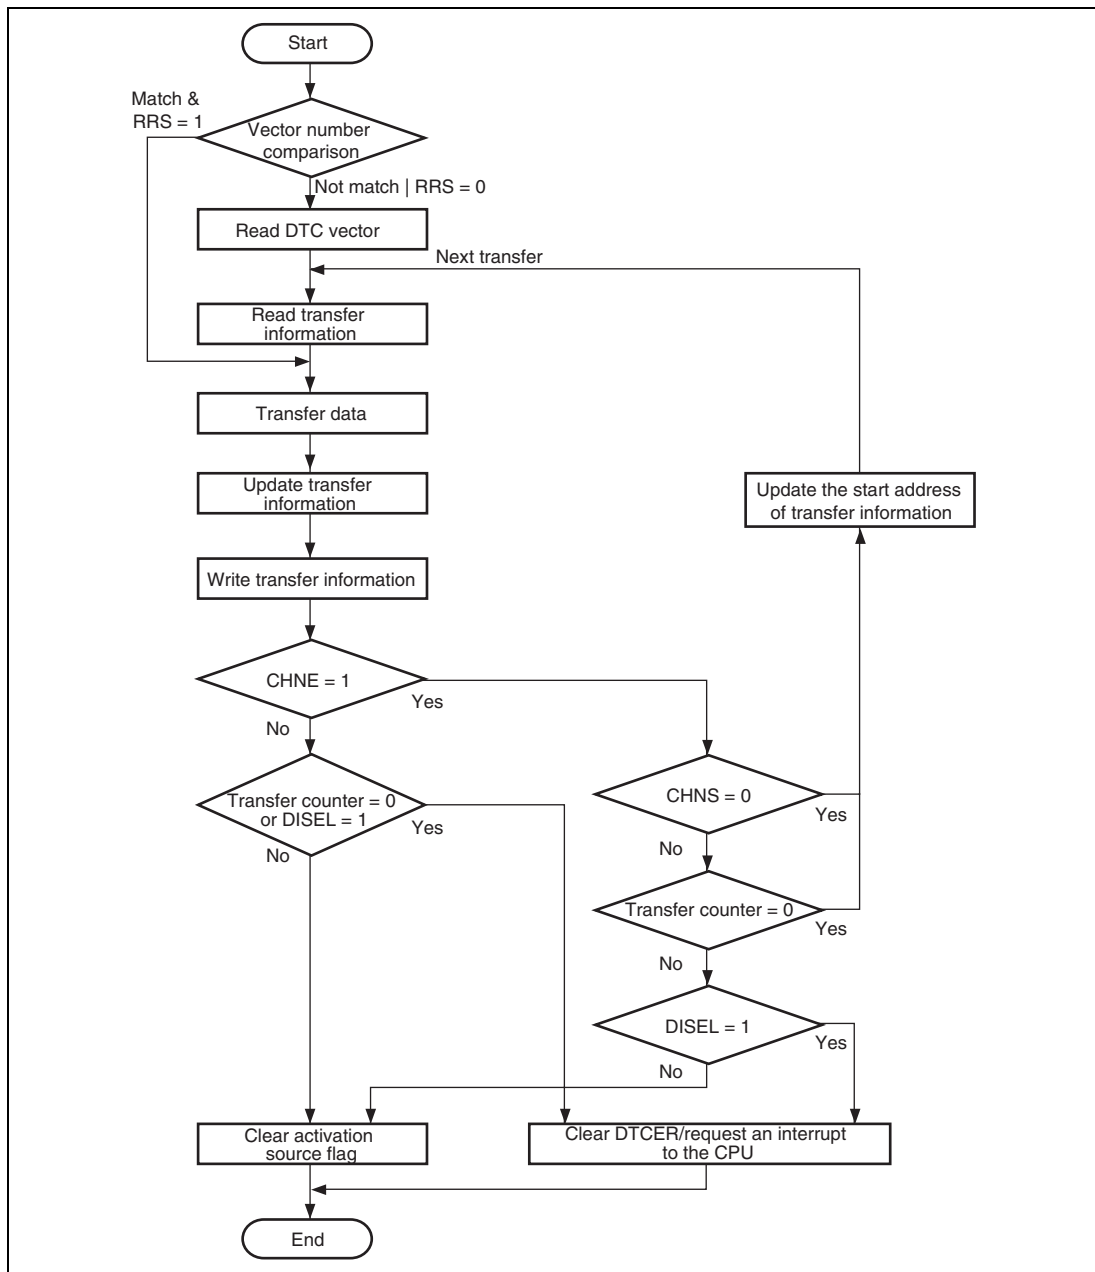 Start
Match &
RRS = 1
Vector number
comparison
Not match | RRS = 0
Read DTC vector
Next transfer
Read transfer
information
Transfer data
Update transfer
information
Update the start address
of transfer information
Write transfer information
CHNE = 1
Yes
No
Transfer counter = 0
or DISEL = 1
Yes
No
CHNS = 0
Yes
No
Transfer counter = 0
Yes
No
DISEL = 1
Yes
No
Clear activation
source flag
Clear DTCER/request an interrupt
to the CPU
End